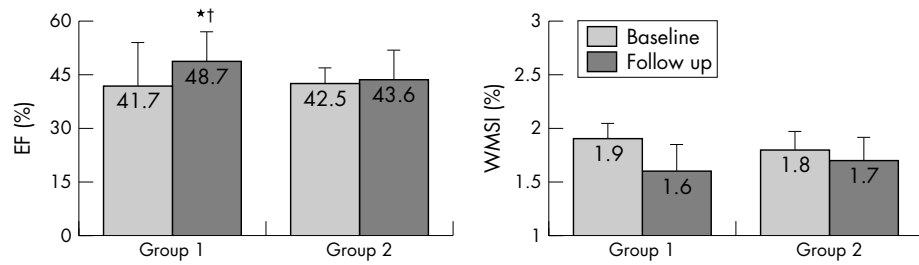 ★†
60
45
30
15
0
EF (%)
41.7
48.7
42.5
43.6
Group 1
Group 2
3
2.5
2
1.5
1
WMSI (%)
Baseline
Follow up
1.9
1.6
1.8
1.7
Group 1
Group 2